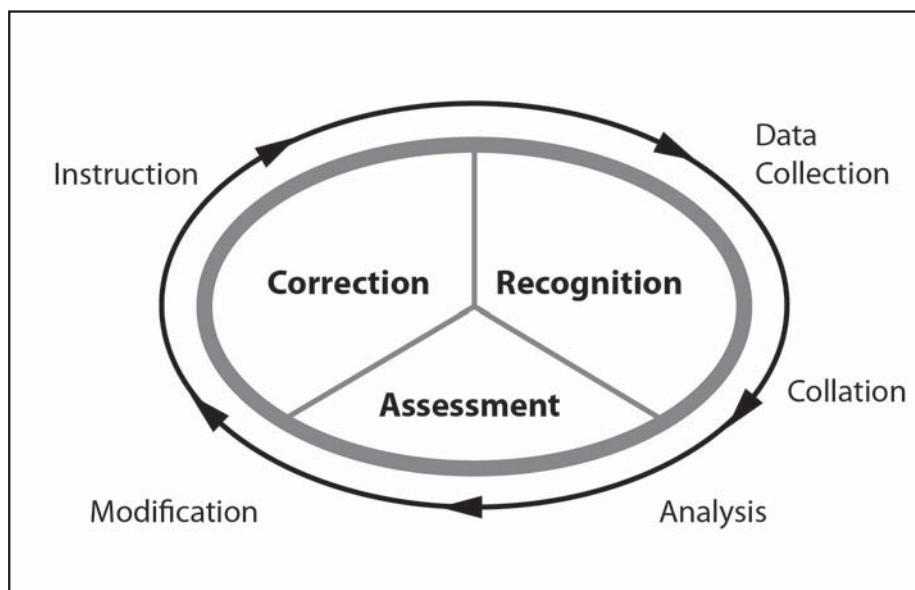 Data
Collection
Instruction
Correction
Recognition
Collation
Assessment
Modification
Analysis